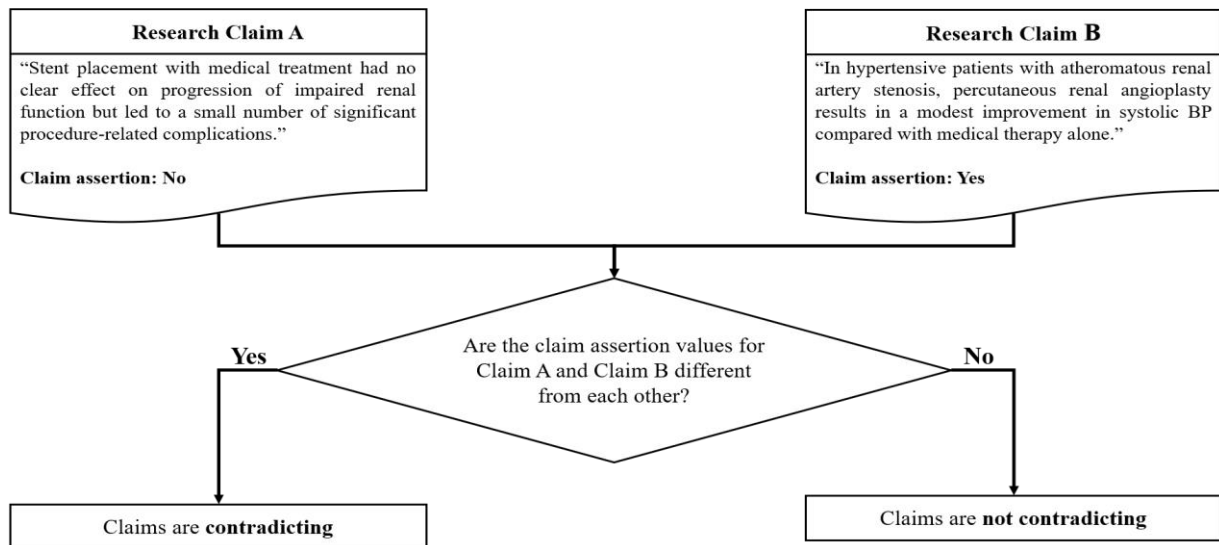 Research Claim A
“Stent placement with medical treatment had no
clear effect on progression of impaired renal
function but led to a small number of significant
procedure-related complications.”
Claim assertion: No
Research Claim B
“In hypertensive patients with atheromatous renal
artery stenosis, percutaneous renal angioplasty
results in a modest improvement in systolic BP
compared with medical therapy alone.”
Claim assertion: Yes
Are the claim assertion values for
Claim A and Claim B different
from each other?
Yes
No
Claims are contradicting
Claims are not contradicting